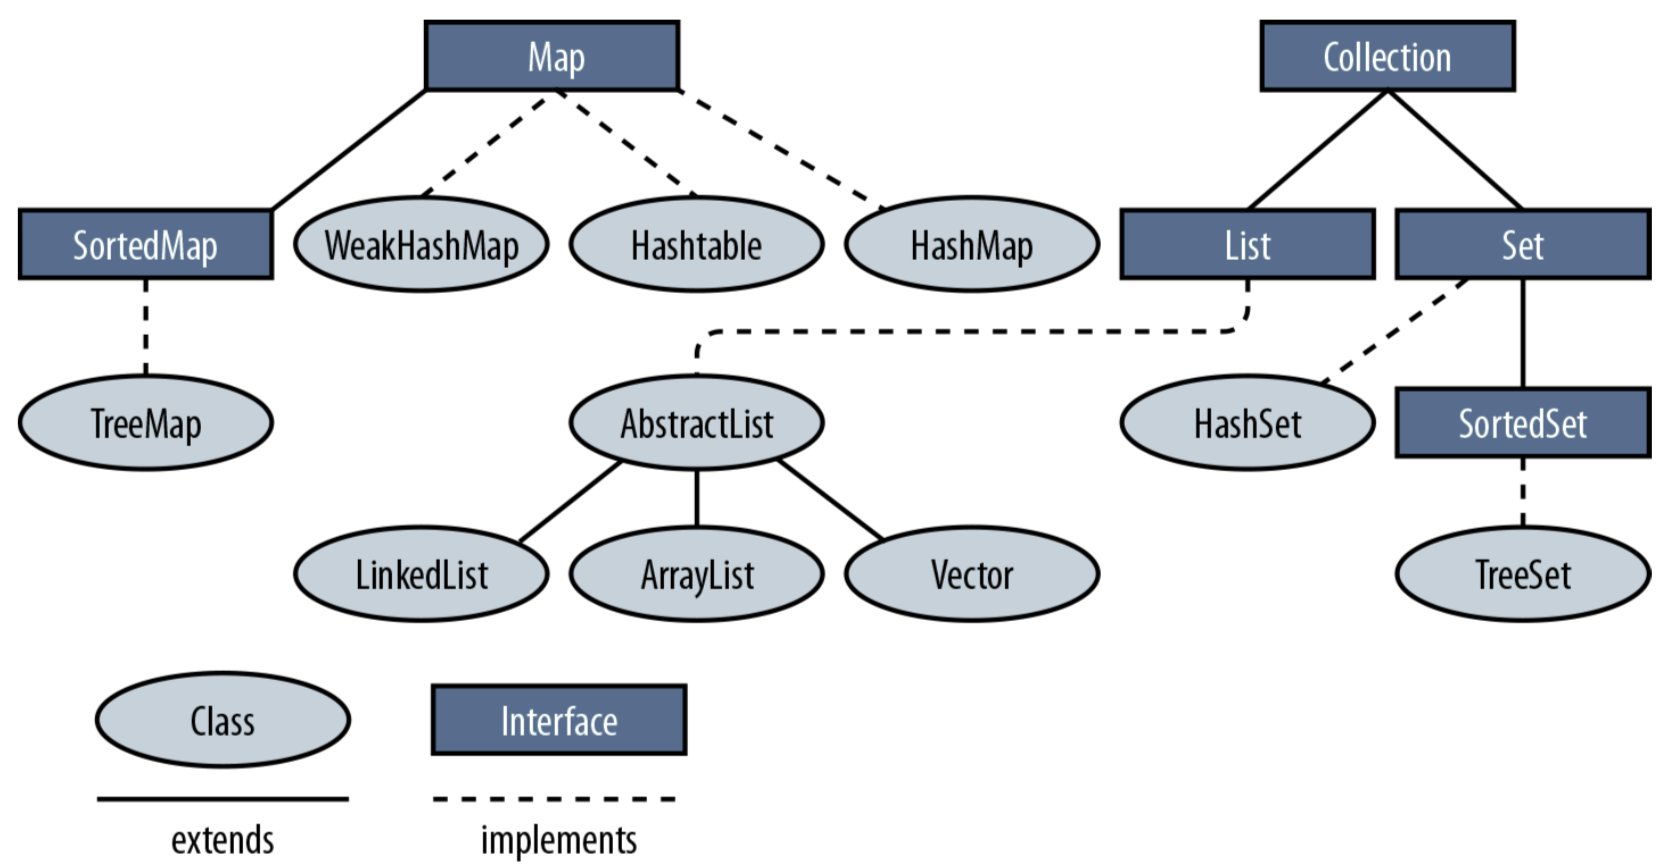 Map
Collection
SortedMap
WeakHashMap
Hashtable
HashMap
List
Set
TreeMap
AbstractList
HashSet
SortedSet
LinkedList
ArrayList
Vector
TreeSet
Class
Interface
extends
implements